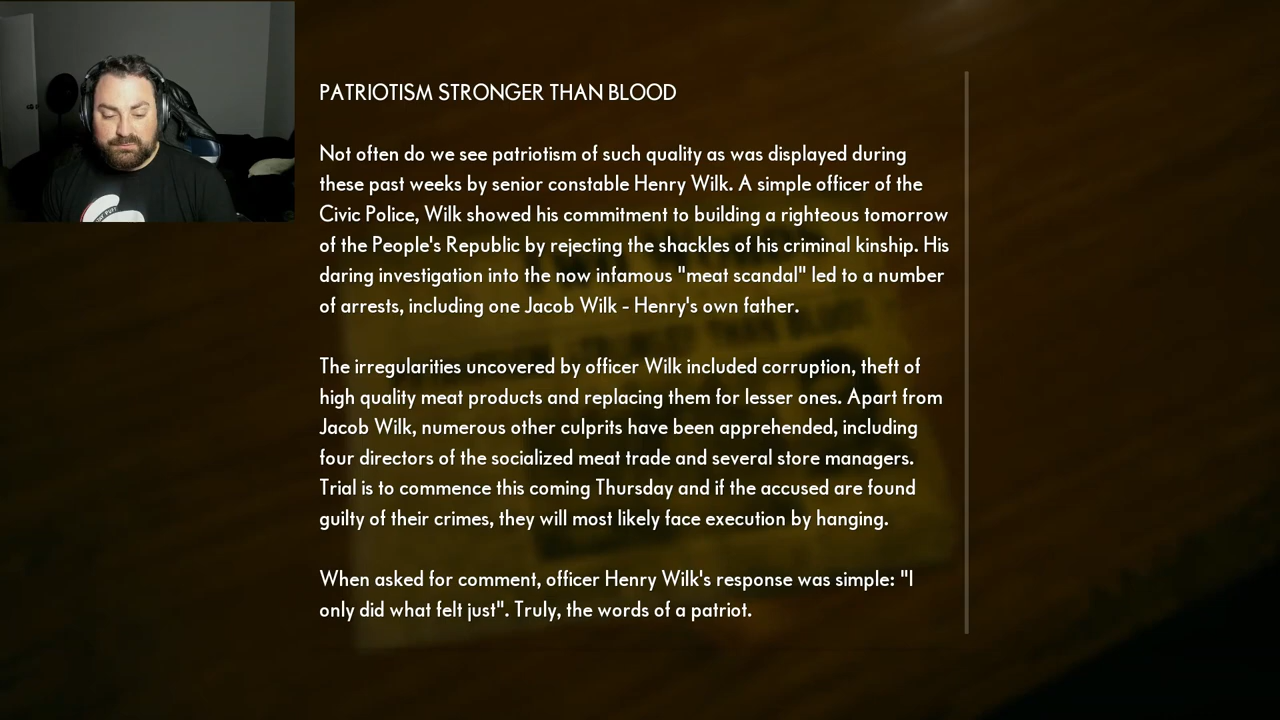 PATRIOTISM STRONGER THAN BLOOD
Not often do we see patriotism of such quality as was displayed during
these past weeks by senior constable Henry Wilk. A simple officer of the
Civic Police, Wilk showed his commitment to building a righteous tomorrow
of the People's Republic by rejecting the shackles of his criminal kinship. His
daring investigation into the now infamous "meat scandal" led to a number
of arrests, including one Jacob Wilk - Henry's own father.
The irregularities uncovered by officer Wilk included corruption, theft of
high quality meat products and replacing them for lesser ones. Apart from
Jacob Wilk, numerous other culprits have been apprehended, including
four directors of the socialized meat trade and several store managers.
Trial is to commence this coming Thursday and if the accused are found
guilty of their crimes, they will most likely face execution by hanging.
When asked for comment, officer Henry Wilk's response was simple: "I
only did what felt just". Truly, the words of a patriot.